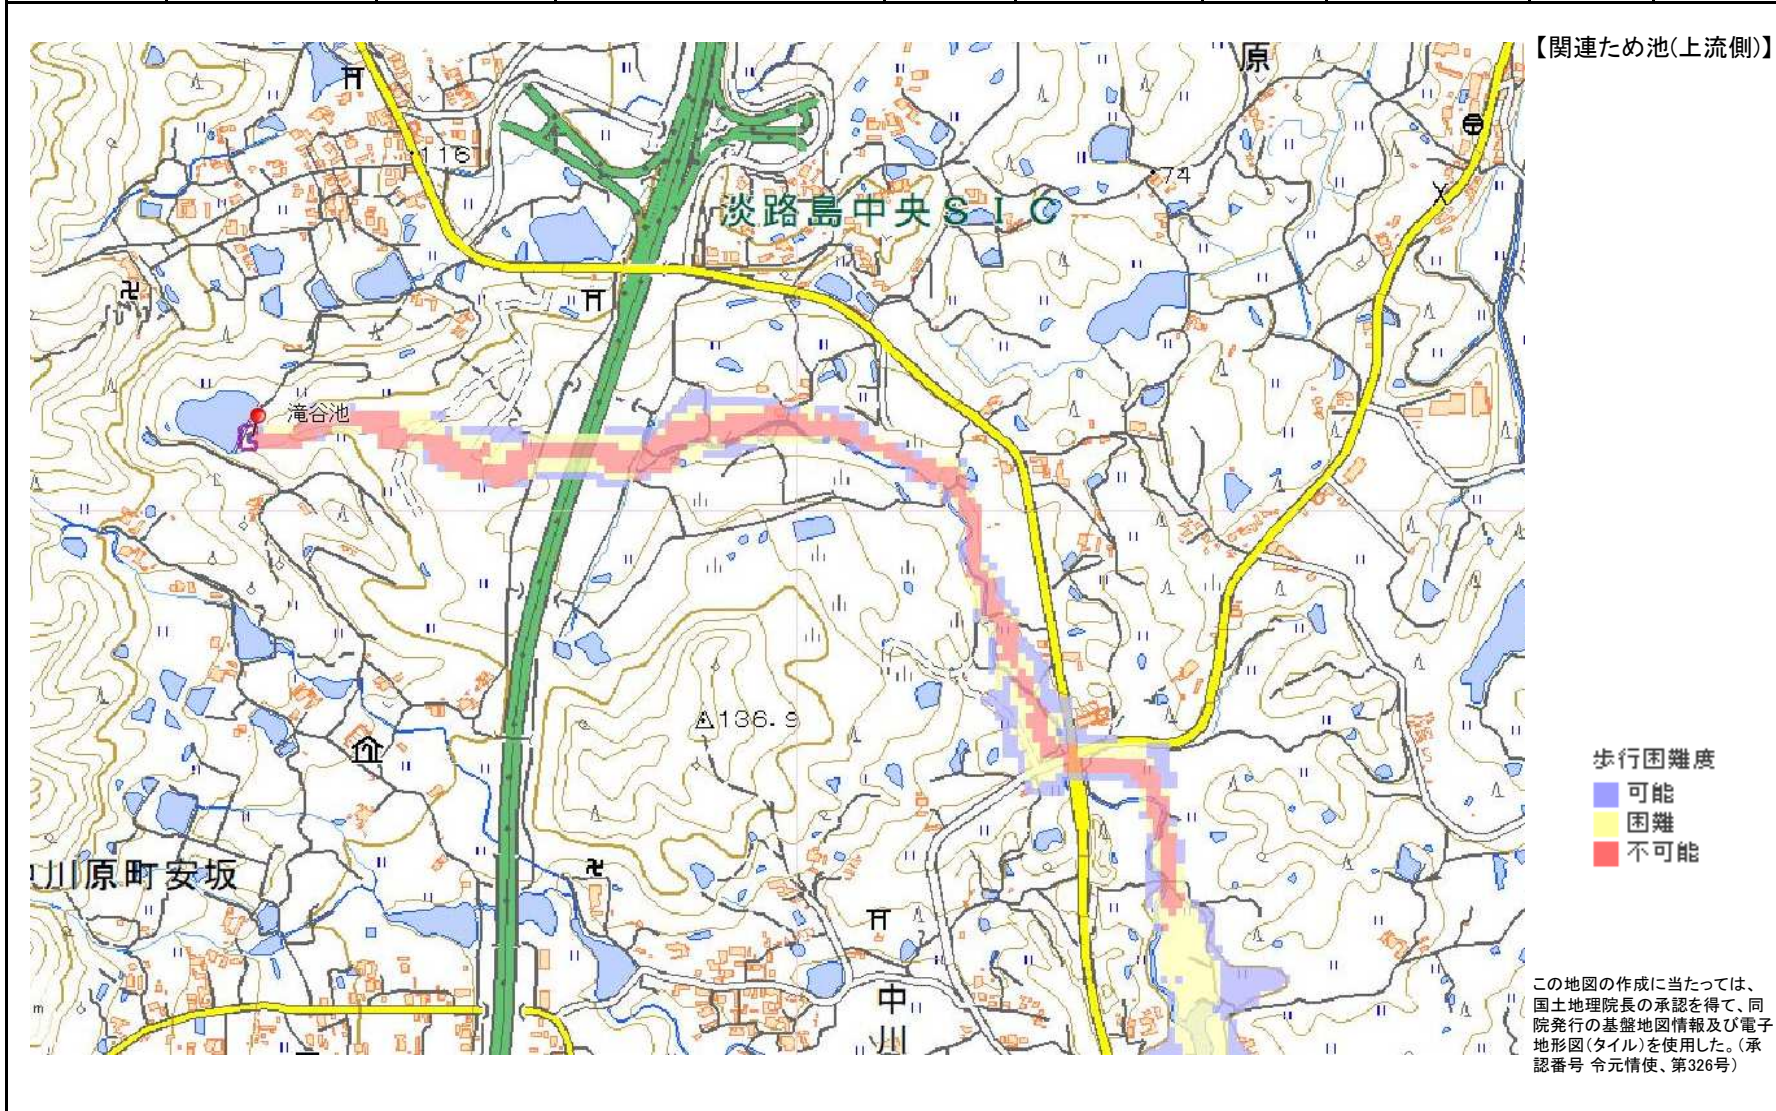 【関連ため池(上流側)】
原
116
74
淡路島中央SIC
滝谷池
136.9
歩行困難度
可能
困難
不可能
川原町安坂
中
川
m
この地図の作成に当たっては、
国土地理院長の承認を得て、同
院発行の基盤地図情報及び電子
地形図(タイル)を使用した。(承
認番号 令元情使、第326号)